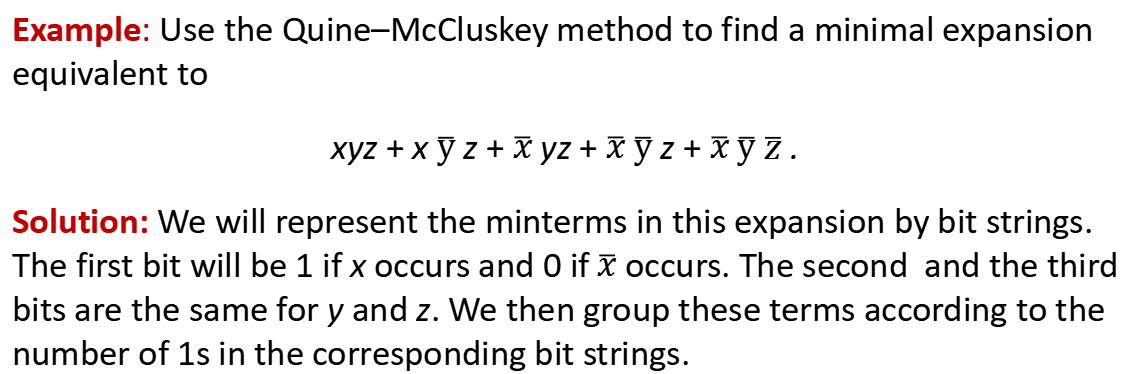 Example: Use the Quine–McCluskey method to find a minimal expansion
equivalent to
xyz + x y̅ z + x̅ yz + x̅ y̅ z + x̅ y̅ z̅ .
Solution: We will represent the minterms in this expansion by bit strings.
The first bit will be 1 if x occurs and 0 if x̅ occurs. The second and the third
bits are the same for y and z. We then group these terms according to the
number of 1s in the corresponding bit strings.